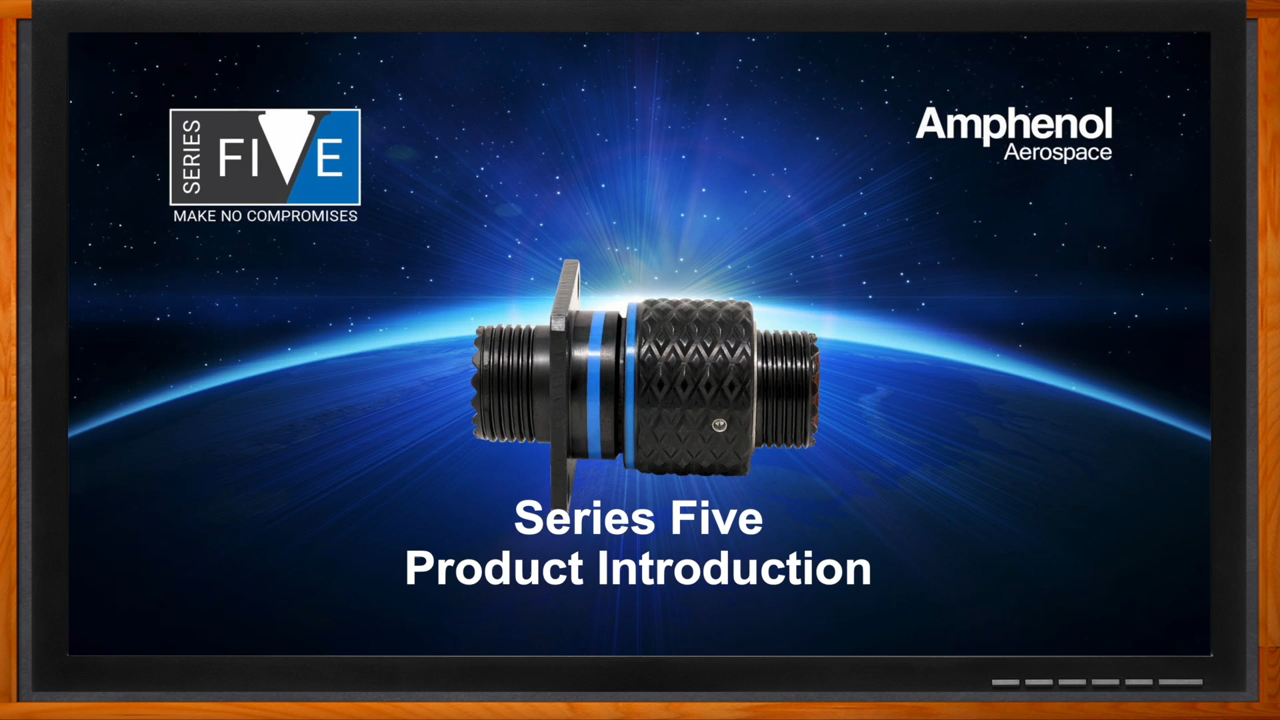 SERIES
FIVE
MAKE NO COMPROMISES
Amphenol
Aerospace
Series Five
Product Introduction